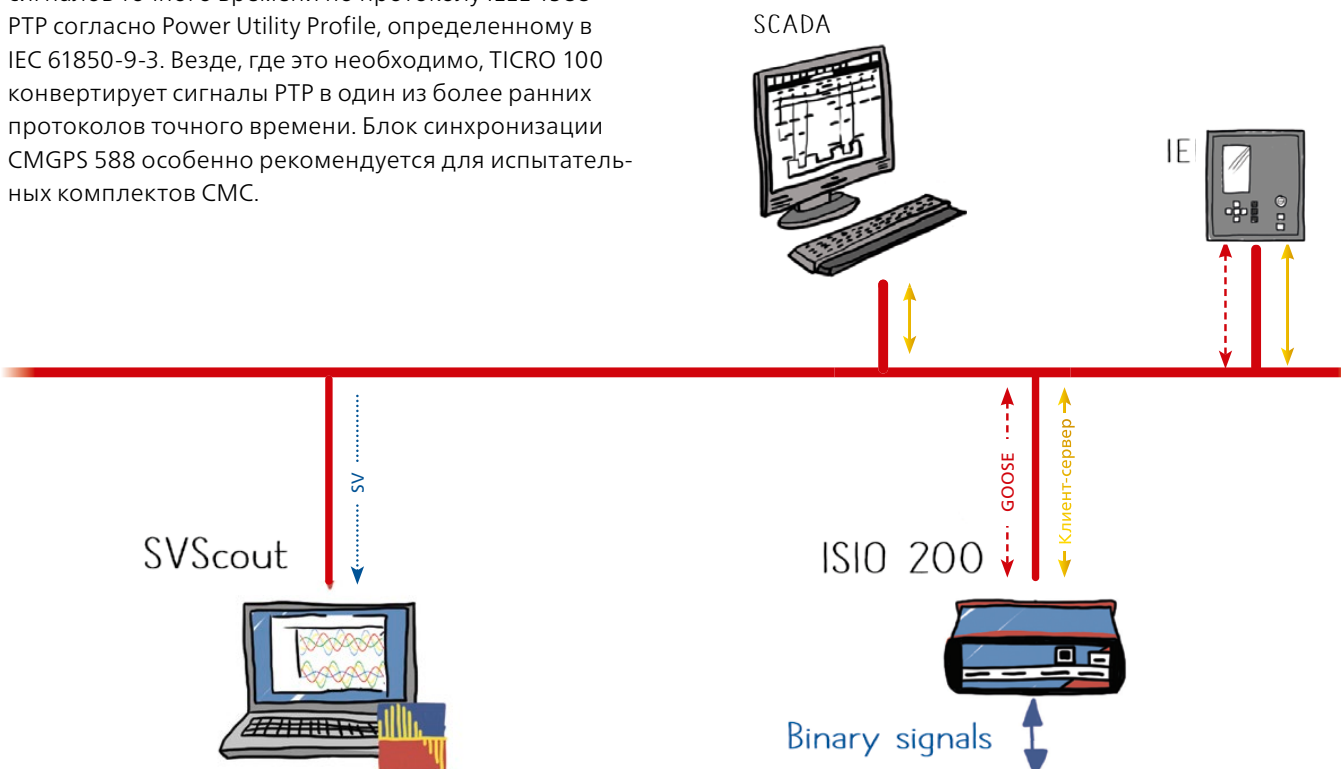 PTP согласно Power Utility Profile, определенному в
IEC 61850-9-3. Везде, где это необходимо, TICRO 100
конвертирует сигналы PTP в один из более ранних
протоколов точного времени. Блок синхронизации
CMGPS 588 особенно рекомендуется для испытатель-
ных комплектов CMC.
SCADA
SV
GOOSE
Клиент-сервер
SVScout
ISIO 200
Binary signals